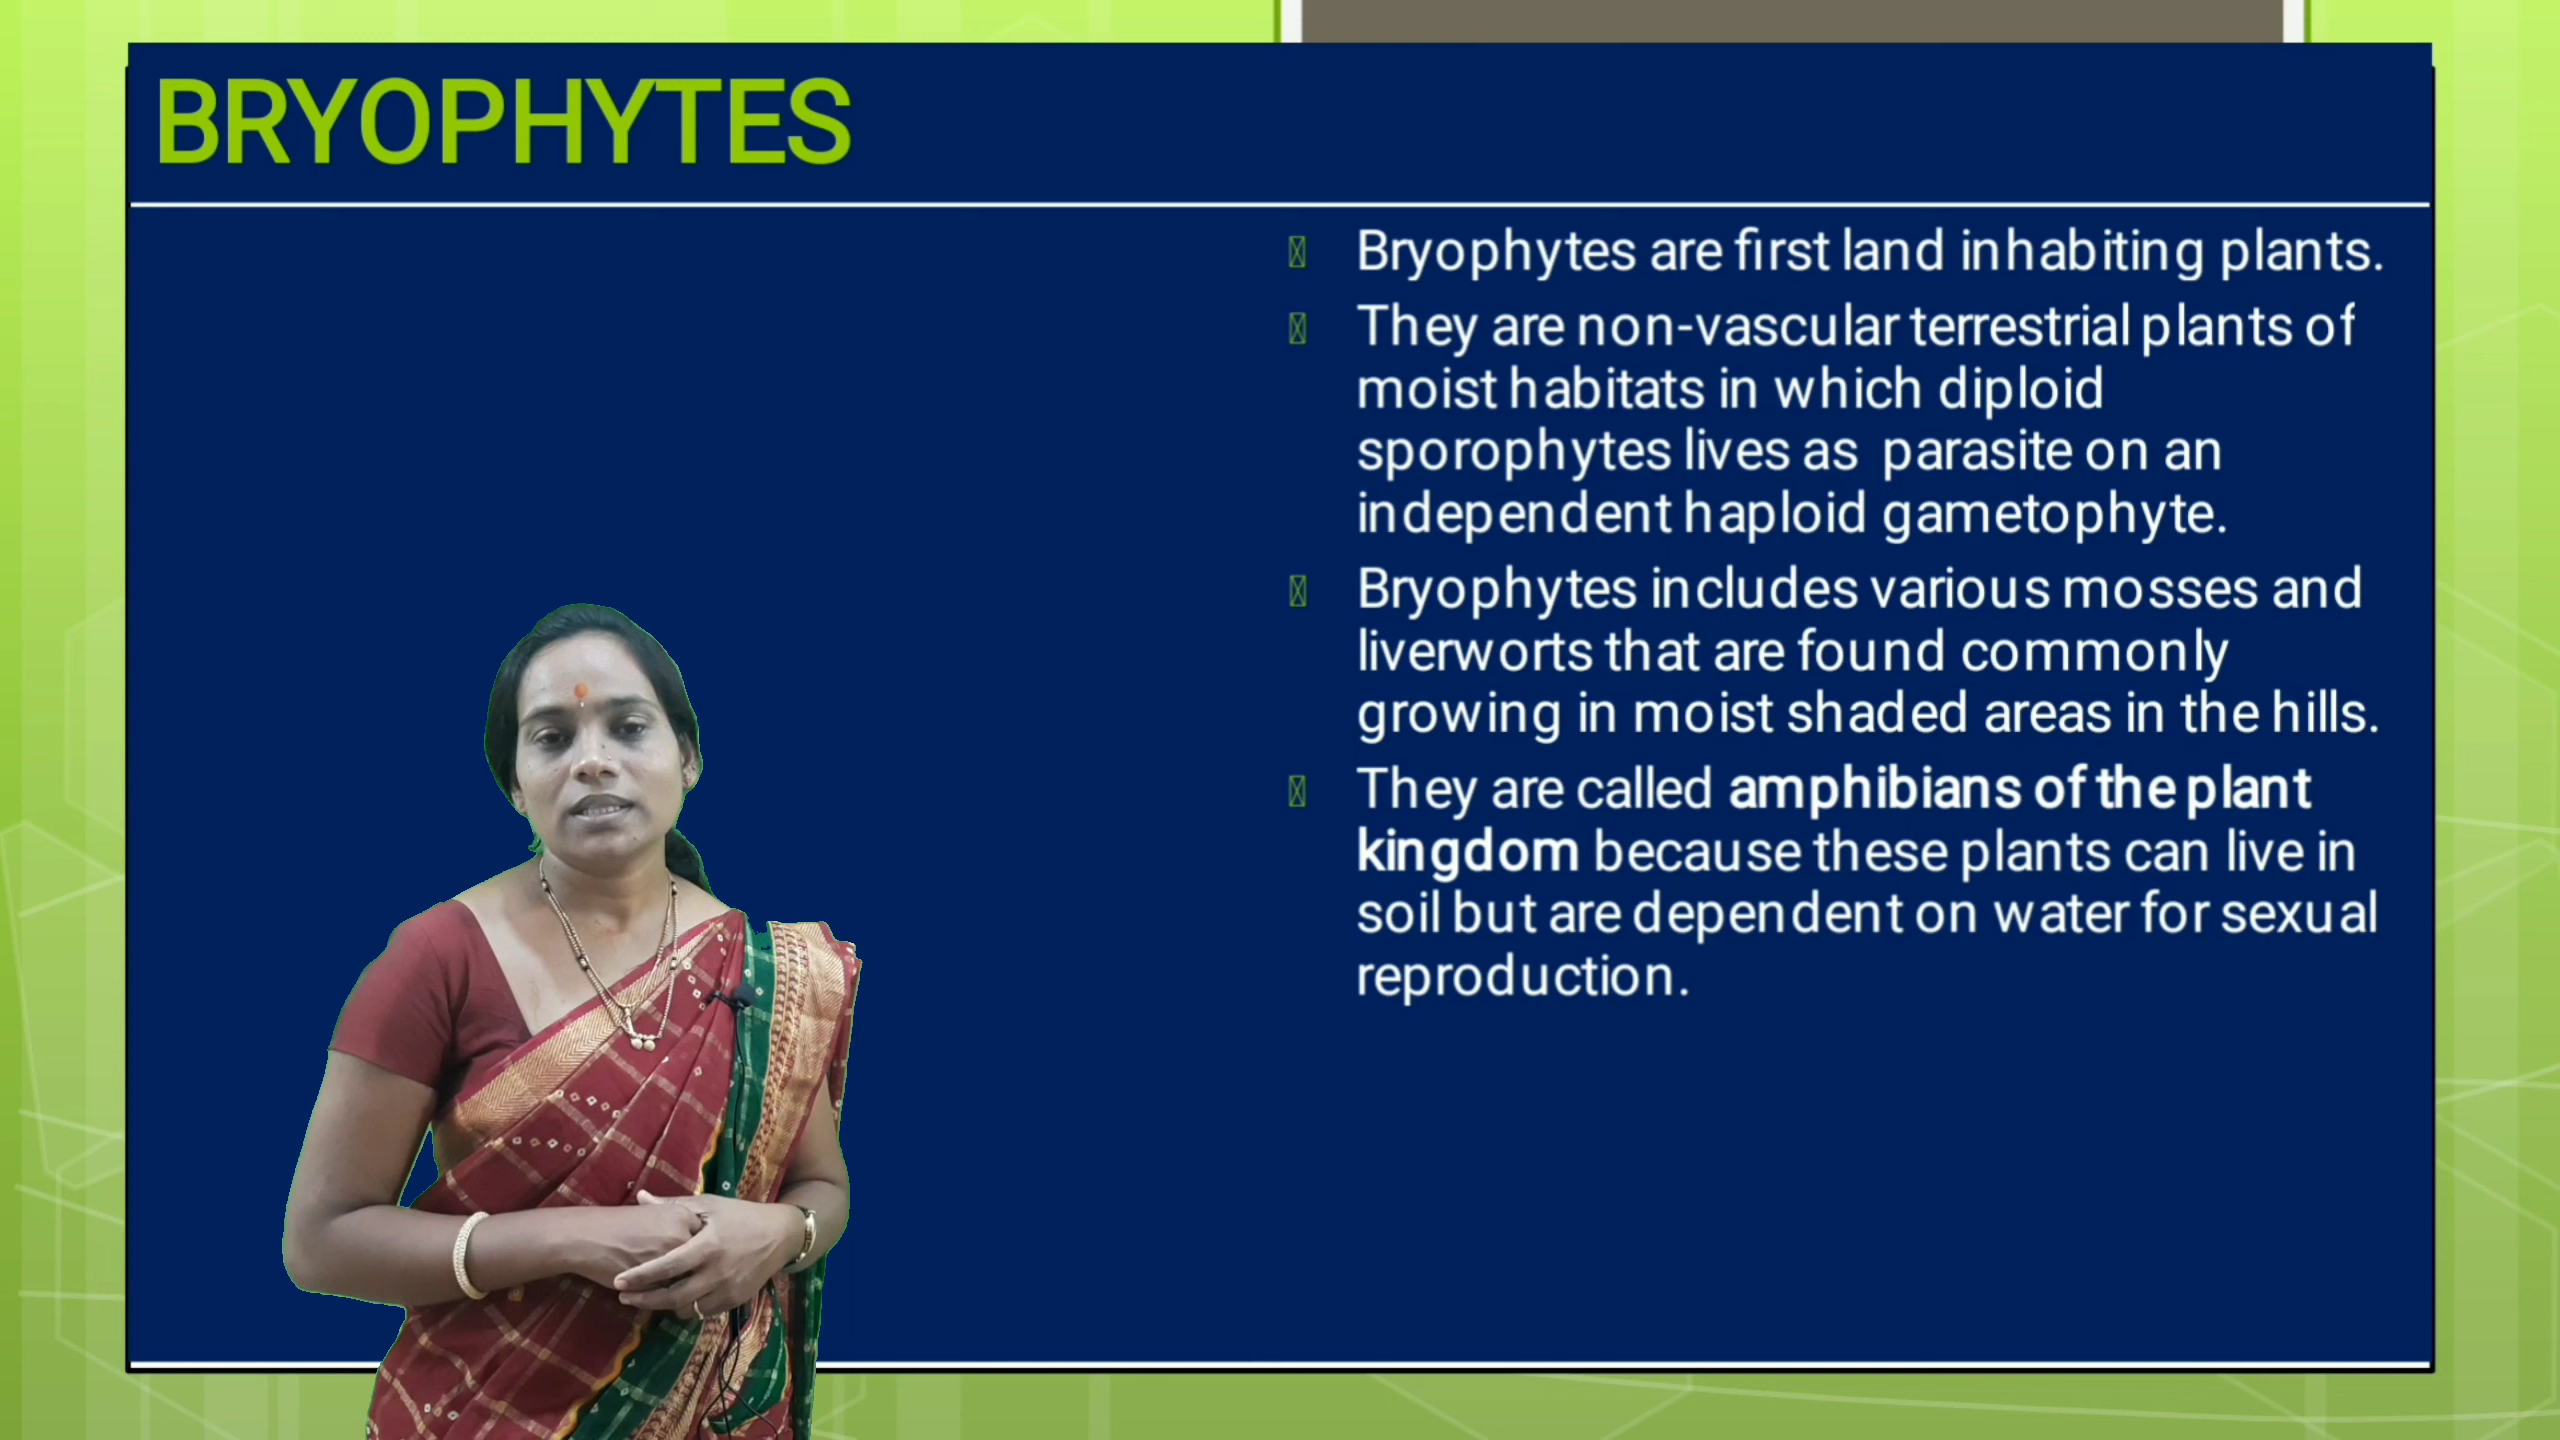 BRYOPHYTES
Bryophytes are first land inhabiting plants.
They are non-vascular terrestrial plants of
moist habitats in which diploid
sporophytes lives as parasite on an
independent haploid gametophyte.
Bryophytes includes various mosses and
liverworts that are found commonly
growing in moist shaded areas in the hills.
They are called amphibians of the plant
kingdom because these plants can live in
soil but are dependent on water for sexual
reproduction.